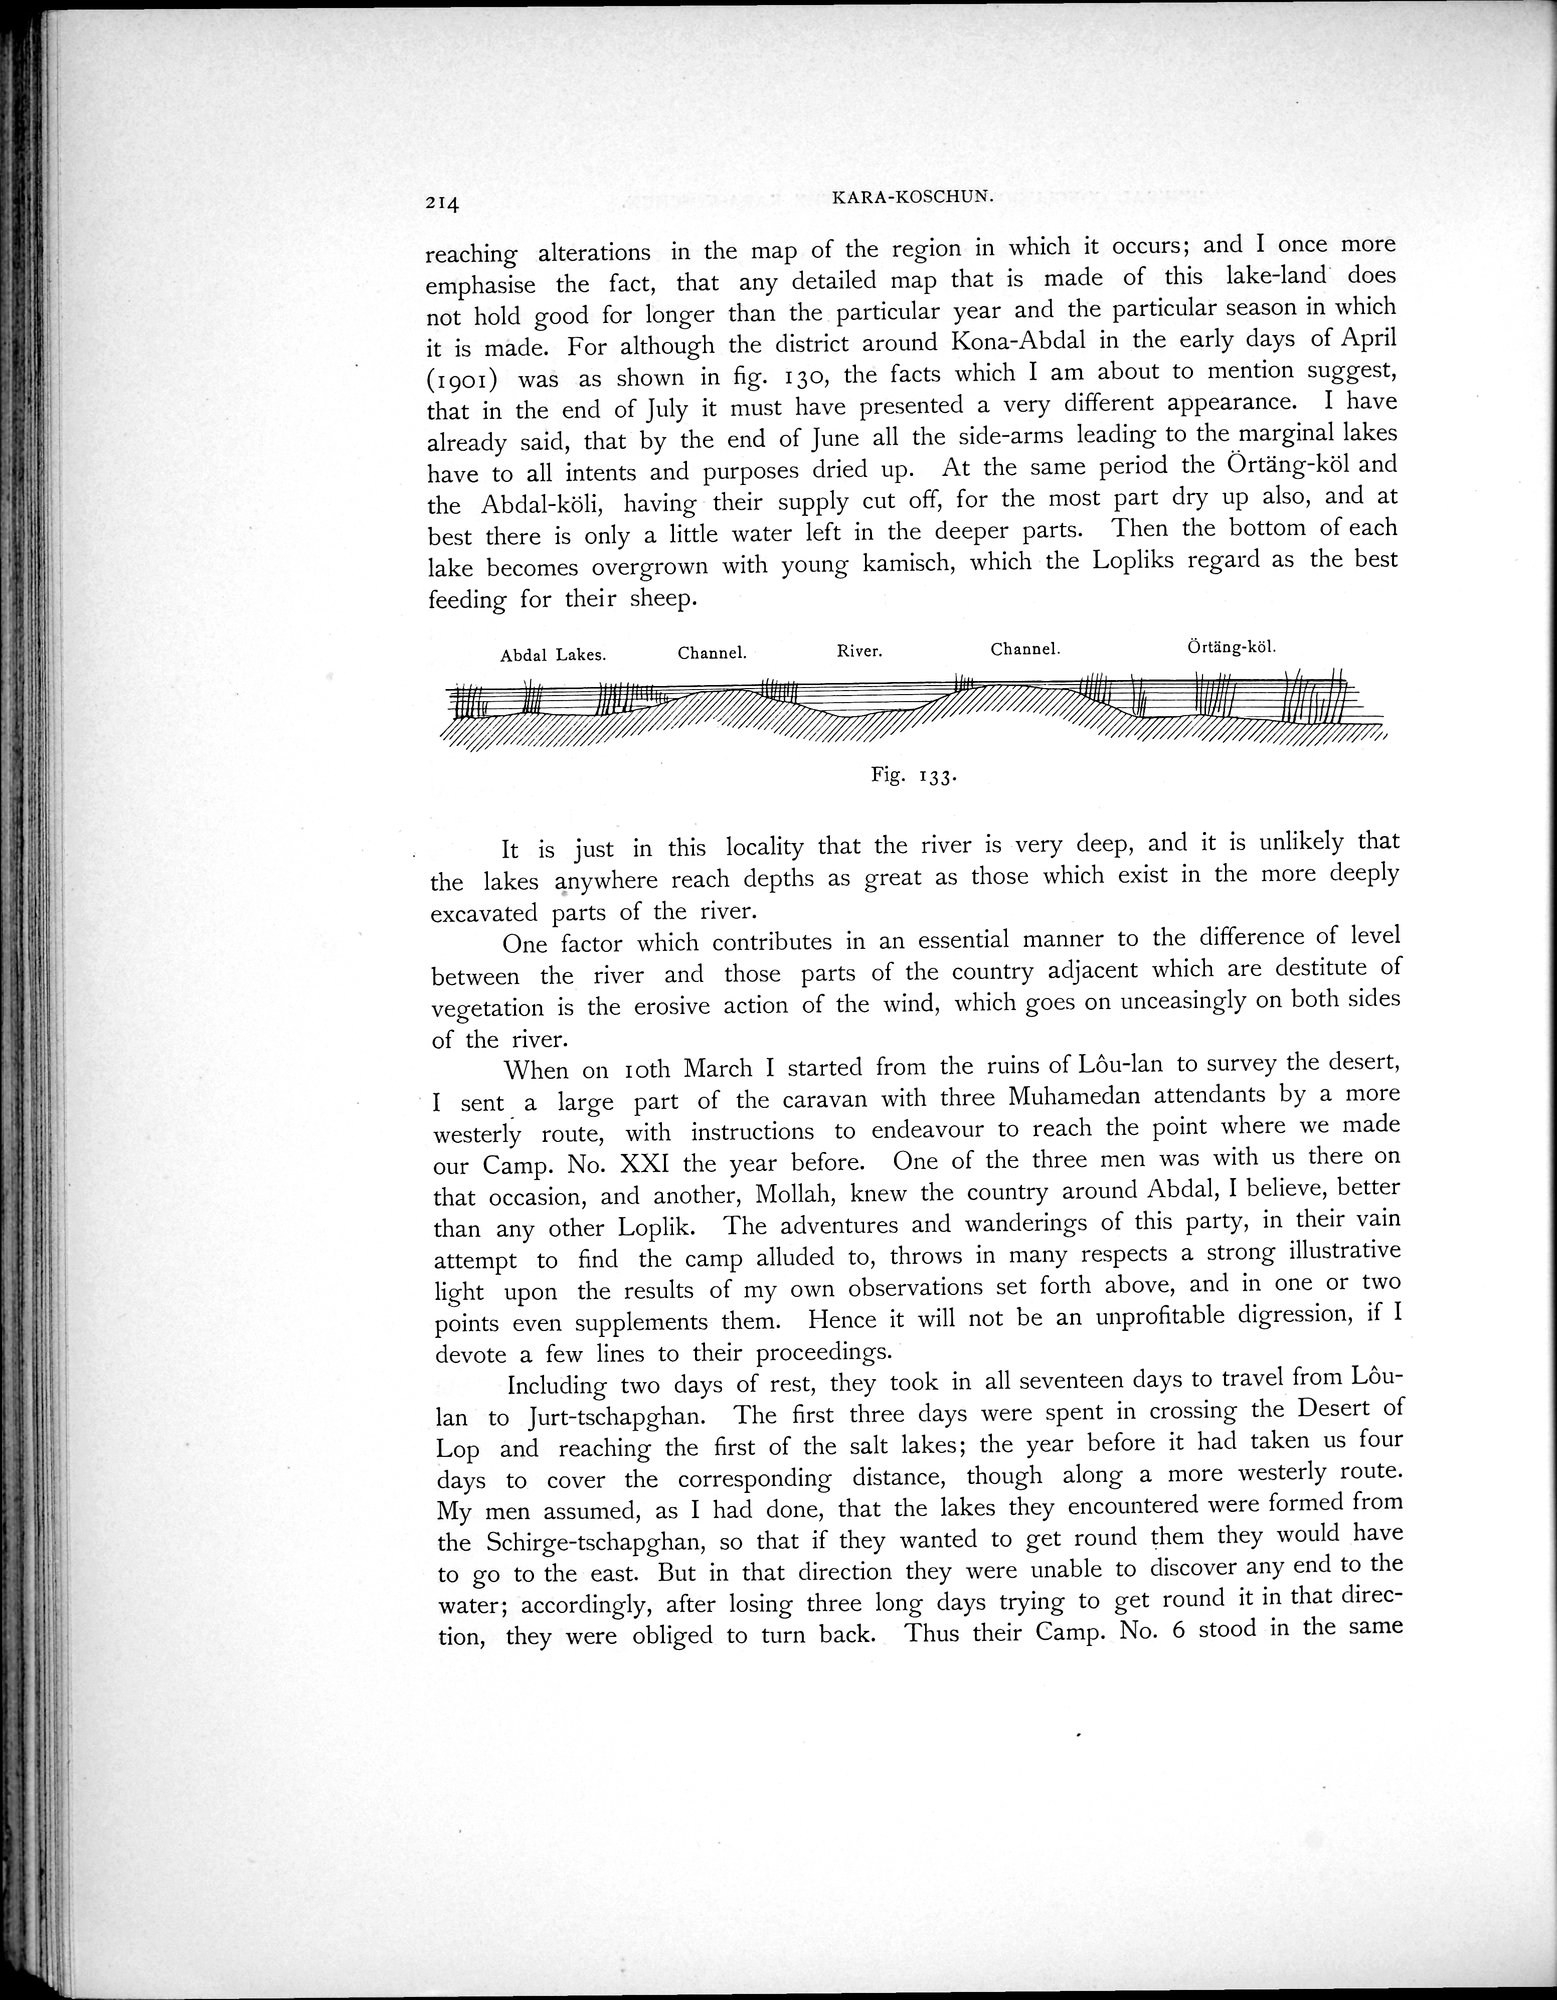 214
KARA-KOSCHUN.
reaching alterations in the map of the region in which it occurs; and I once more
emphasise the fact, that any detailed map that is made of this lake-land does
not hold good for longer than the particular year and the particular season in which
it is made. For although the district around Kona-Abdal in the early days of April
(1901) was as shown in fig. 130, the facts which I am about to mention suggest,
that in the end of July it must have presented a very different appearance. I have
already said, that by the end of June all the side-arms leading to the marginal lakes
have to all intents and purposes dried up. At the same period the Örtäng-köl and
the Abdal-köli, having their supply cut off, for the most part dry up also, and at
best there is only a little water left in the deeper parts. Then the bottom of each
lake becomes overgrown with young kamisch, which the Lopliks regard as the best
feeding for their sheep.
Abdal Lakes. Channel. River. Channel. Örtäng-köl.
Fig. 133.
It is just in this locality that the river is very deep, and it is unlikely that
the lakes anywhere reach depths as great as those which exist in the more deeply
excavated parts of the river.
One factor which contributes in an essential manner to the difference of level
between the river and those parts of the country adjacent which are destitute of
vegetation is the erosive action of the wind, which goes on unceasingly on both sides
of the river.
When on 10th March I started from the ruins of Lôu-lan to survey the desert,
I sent a large part of the caravan with three Muhamedan attendants by a more
westerly route, with instructions to endeavour to reach the point where we made
our Camp. No. XXI the year before. One of the three men was with us there on
that occasion, and another, Mollah, knew the country around Abdal, I believe, better
than any other Loplik. The adventures and wanderings of this party, in their vain
attempt to find the camp alluded to, throws in many respects a strong illustrative
light upon the results of my own observations set forth above, and in one or two
points even supplements them. Hence it will not be an unprofitable digression, if I
devote a few lines to their proceedings.
Including two days of rest, they took in all seventeen days to travel from Lôu-
lan to Jurt-tschapghan. The first three days were spent in crossing the Desert of
Lop and reaching the first of the salt lakes; the year before it had taken us four
days to cover the corresponding distance, though along a more westerly route.
My men assumed, as I had done, that the lakes they encountered were formed from
the Schirge-tschapghan, so that if they wanted to get round them they would have
to go to the east. But in that direction they were unable to discover any end to the
water; accordingly, after losing three long days trying to get round it in that direc-
tion, they were obliged to turn back. Thus their Camp. No. 6 stood in the same